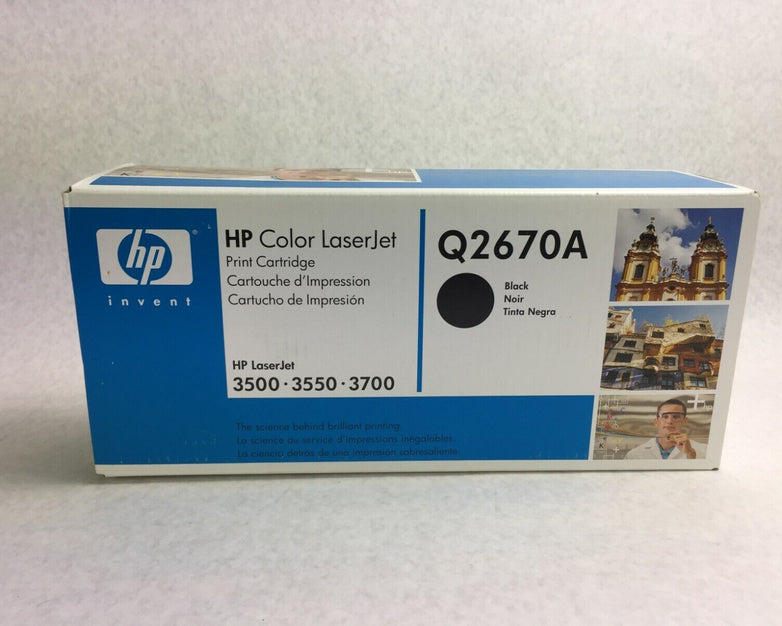 hp
invent
HP Color LaserJet
Print Cartridge
Cartouche d'Impression
Cartucho de Impresión
HP LaserJet
3500 · 3550 · 3700
Q2670A
Black
Noir
Tinta Negra
The science behind brilliant printing.
La science au service d'impressions inégalables.
La ciencia detrás de una impresión sobresaliente.